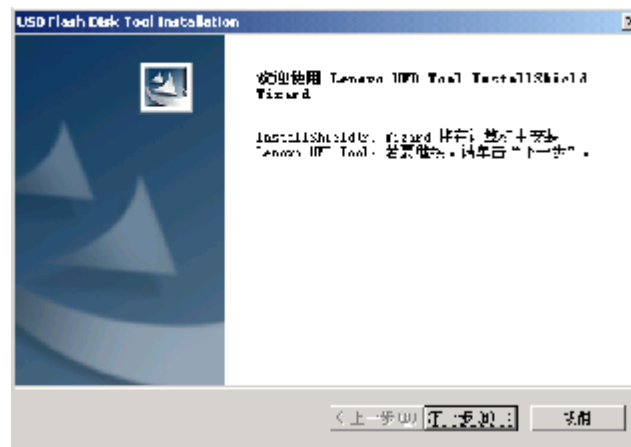 USB Flash Disk Tool Installation
欢迎使用 Lenovo UFD Tool InstallShield
Wizard
InstallShield(R) Wizard 将在计算机中安装
Lenovo UFD Tool。若要继续，请单击“下一步”。
< 上一步(B)
下一步(N) >
取消